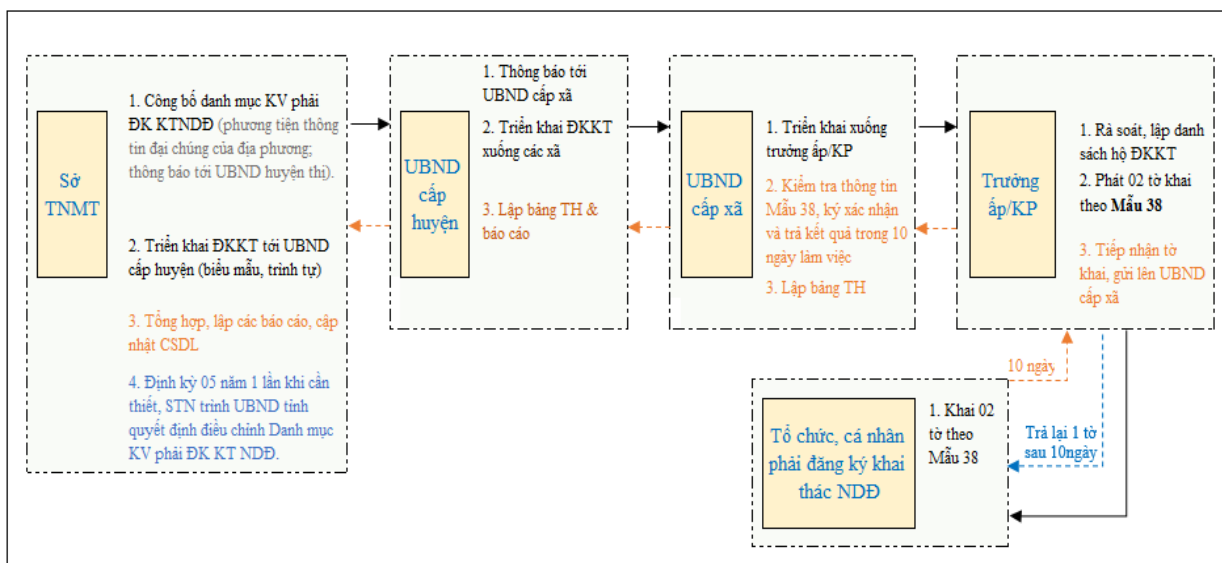 Sở
TNMT
1. Công bố danh mục KV phải
ĐK KTNDĐ (phương tiện thông
tin đại chúng của địa phương;
thông báo tới UBND huyện thị).
2. Triển khai ĐKKT tới UBND
cấp huyện (biểu mẫu, trình tự)
3. Tổng hợp, lập các báo cáo, cập
nhật CSDL
4. Định kỳ 05 năm 1 lần khi cần
thiết, STN trình UBND tỉnh
quyết định điều chỉnh Danh mục
KV phải ĐK KT NDĐ.
UBND
cấp
huyện
1. Thông báo tới
UBND cấp xã
2. Triển khai ĐKKT
xuống các xã
3. Lập bảng TH &
báo cáo
UBND
cấp xã
1. Triển khai xuống
trưởng ấp/KP
2. Kiểm tra thông tin
Mẫu 38, ký xác nhận
và trả kết quả trong 10
ngày làm việc
3. Lập bảng TH
Trưởng
ấp/KP
1. Rà soát, lập danh
sách hộ ĐKKT
2. Phát 02 tờ khai
theo Mẫu 38
3. Tiếp nhận tờ
khai, gửi lên UBND
cấp xã
10 ngày
Tổ chức, cá nhân
phải đăng ký khai
thác NDĐ
1. Khai 02
tờ theo
Mẫu 38
Trả lại 1 tờ
sau 10ngày